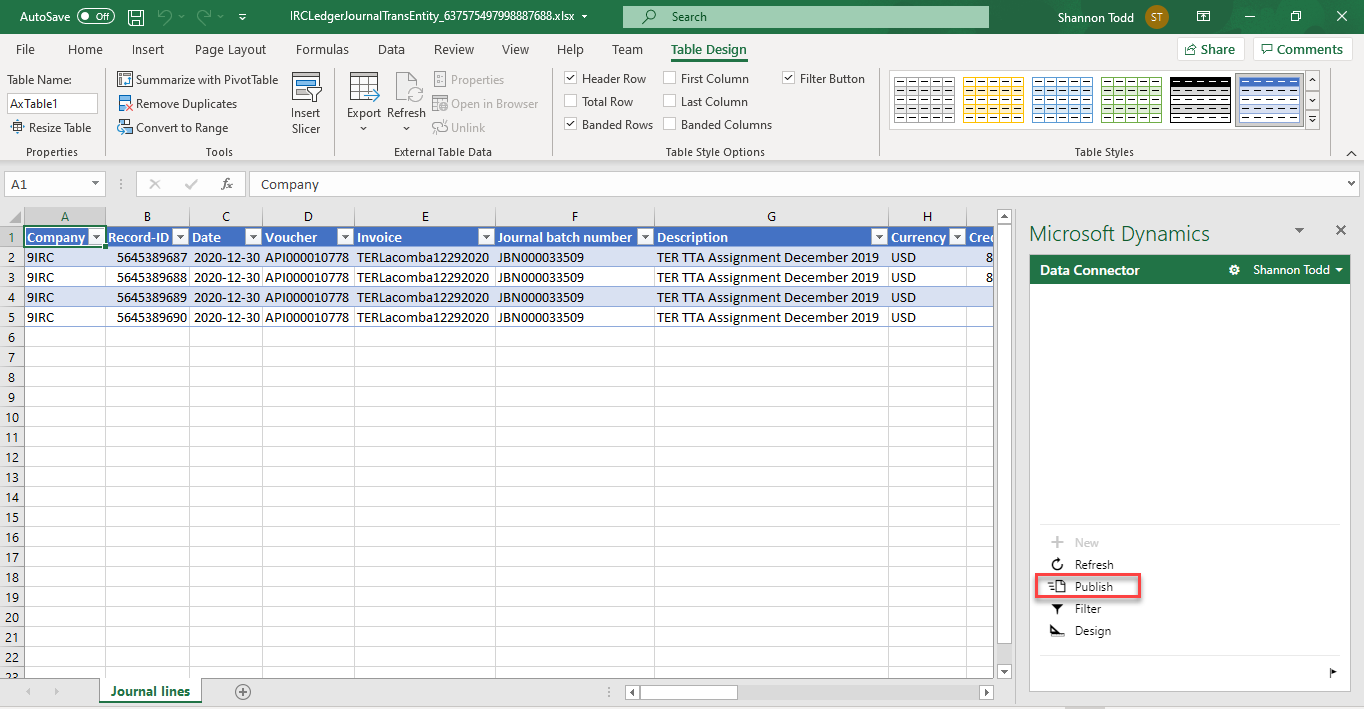 AutoSave Off IRCLedgerJournalTransEntity_637575497998887688.xlsx Search Shannon Todd ST
File Home Insert Page Layout Formulas Data Review View Help Team Table Design Share Comments
Table Name: Summarize with PivotTable Properties Header Row First Column Filter Button
AxTable1 Remove Duplicates Insert Slicer Export Refresh Open in Browser Total Row Last Column
Resize Table Convert to Range Unlink Banded Rows Banded Columns
Properties Tools External Table Data Table Style Options Table Styles
A1 fx Company
A B C D E F G H
1 Company Record-ID Date Voucher Invoice Journal batch number Description Currency Cred
2 9IRC 5645389687 2020-12-30 API000010778 TERLacomba12292020 JBN000033509 TER TTA Assignment December 2019 USD 8
3 9IRC 5645389688 2020-12-30 API000010778 TERLacomba12292020 JBN000033509 TER TTA Assignment December 2019 USD 8
4 9IRC 5645389689 2020-12-30 API000010778 TERLacomba12292020 JBN000033509 TER TTA Assignment December 2019 USD
5 9IRC 5645389690 2020-12-30 API000010778 TERLacomba12292020 JBN000033509 TER TTA Assignment December 2019 USD
6
7
8
9
10
11
12
13
14
15
16
17
18
19
20
21
22
23
Journal lines
Microsoft Dynamics
Data Connector Shannon Todd
New
Refresh
Publish
Filter
Design